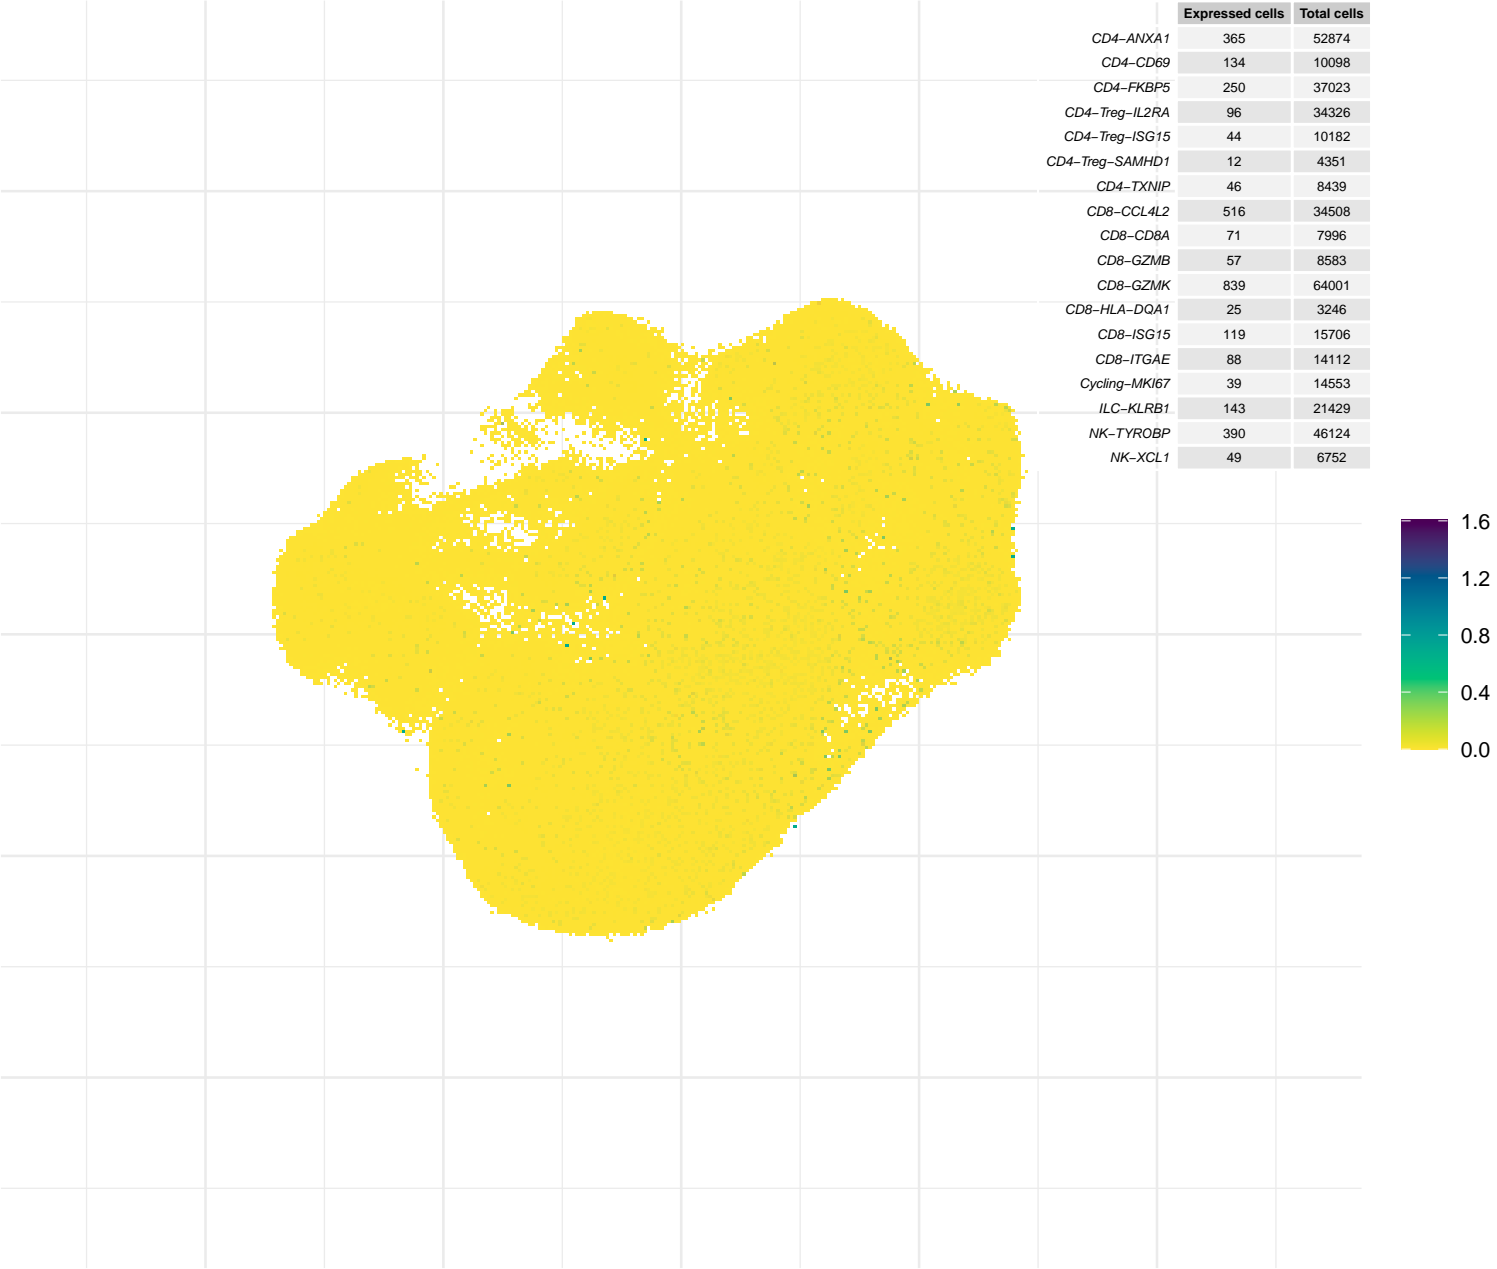 Expressed cells Total cells
CD4−ANXA1 365 52874
CD4−CD69 134 10098
CD4−FKBP5 250 37023
CD4−Treg−IL2RA 96 34326
CD4−Treg−ISG15 44 10182
CD4−Treg−SAMHD1 12 4351
CD4−TXNIP 46 8439
CD8−CCL4L2 516 34508
CD8−CD8A 71 7996
CD8−GZMB 57 8583
CD8−GZMK 839 64001
CD8−HLA−DQA1 25 3246
CD8−ISG15 119 15706
CD8−ITGAE 88 14112
Cycling−MKI67 39 14553
ILC−KLRB1 143 21429
NK−TYROBP 390 46124
NK−XCL1 49 6752
1.6
1.2
0.8
0.4
0.0